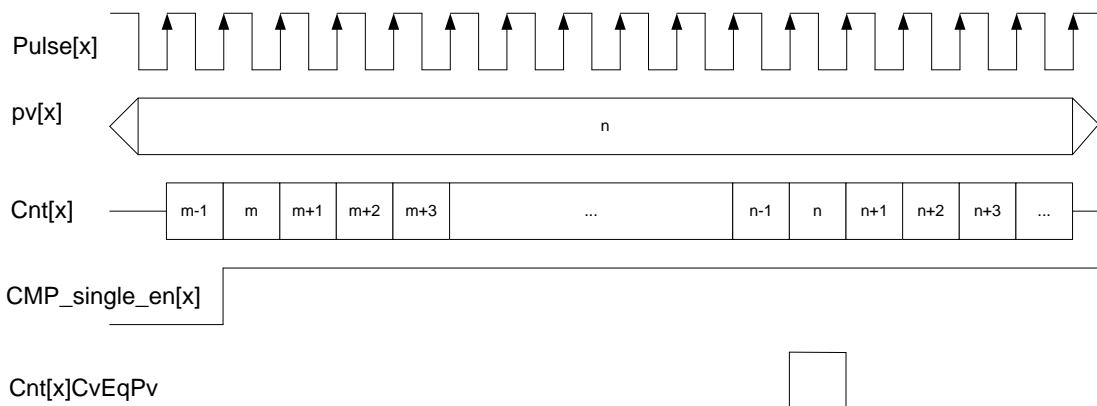 Pulse[x]
pv[x]
n
Cnt[x]
m-1 m m+1 m+2 m+3 ... n-1 n n+1 n+2 n+3 ...
CMP_single_en[x]
Cnt[x]CvEqPv